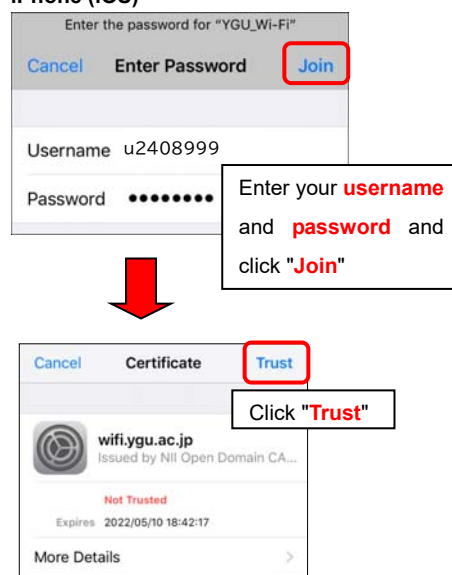 iPhone (iOS)
Enter the password for "YGU_Wi-Fi"
Cancel Enter Password Join
Username u2408999
Password ••••••••
Enter your username
and password and
click "Join"
Cancel Certificate Trust
Click "Trust"
wifi.ygu.ac.jp
Issued by NII Open Domain CA...
Not Trusted
Expires 2022/05/10 18:42:17
More Details